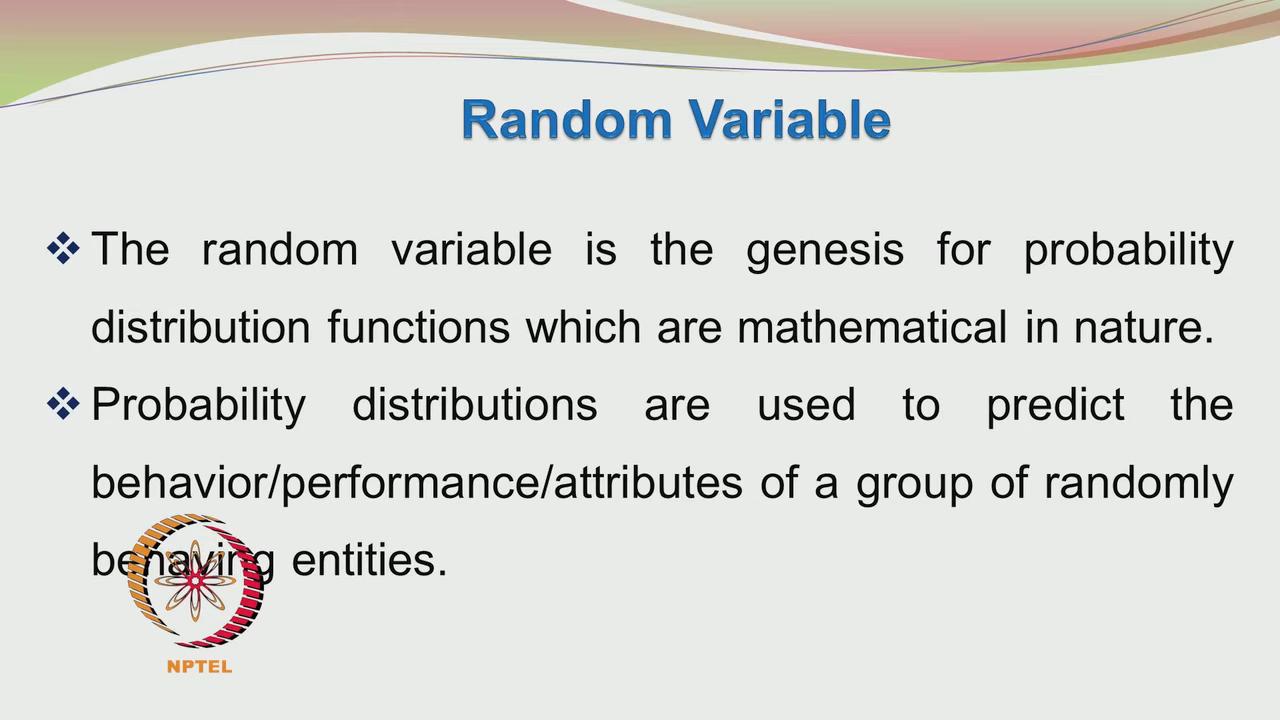 Random Variable
The random variable is the genesis for probability
distribution functions which are mathematical in nature.
Probability distributions are used to predict the
behavior/performance/attributes of a group of randomly
behaving entities.
NPTEL